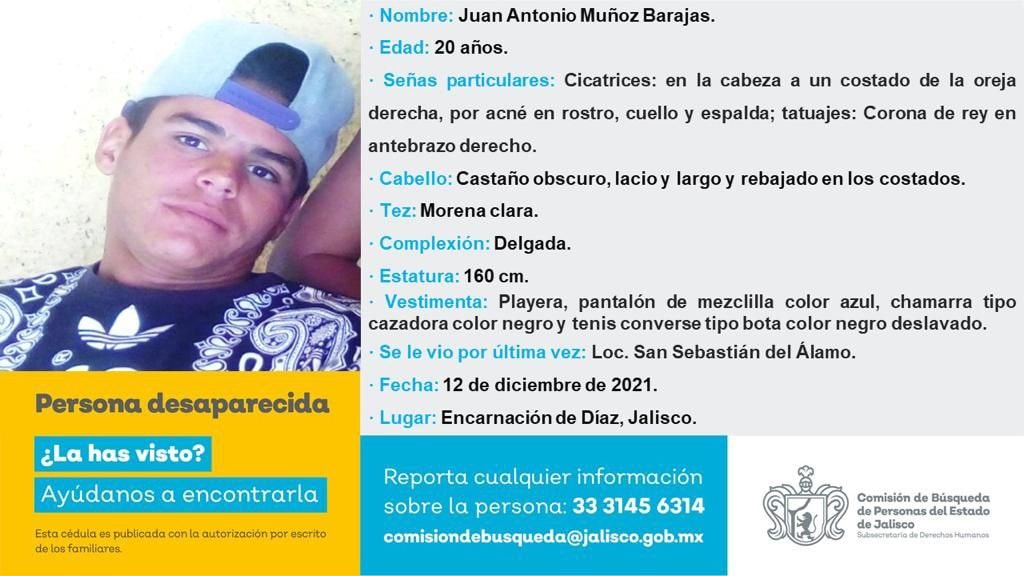 · Nombre: Juan Antonio Muñoz Barajas.
· Edad: 20 años.
· Señas particulares: Cicatrices: en la cabeza a un costado de la oreja
derecha, por acné en rostro, cuello y espalda; tatuajes: Corona de rey en
antebrazo derecho.
· Cabello: Castaño obscuro, lacio y largo y rebajado en los costados.
· Tez: Morena clara.
· Complexión: Delgada.
· Estatura: 160 cm.
· Vestimenta: Playera, pantalón de mezclilla color azul, chamarra tipo
cazadora color negro y tenis converse tipo bota color negro deslavado.
· Se le vio por última vez: Loc. San Sebastián del Álamo.
· Fecha: 12 de diciembre de 2021.
· Lugar: Encarnación de Díaz, Jalisco.
Persona desaparecida
¿La has visto?
Ayúdanos a encontrarla
Esta cédula es publicada con la autorización por escrito
de los familiares.
Reporta cualquier información
sobre la persona: 33 3145 6314
comisiondebusqueda@jalisco.gob.mx
Comisión de Búsqueda
de Personas del Estado
de Jalisco
Subsecretaría de Derechos Humanos